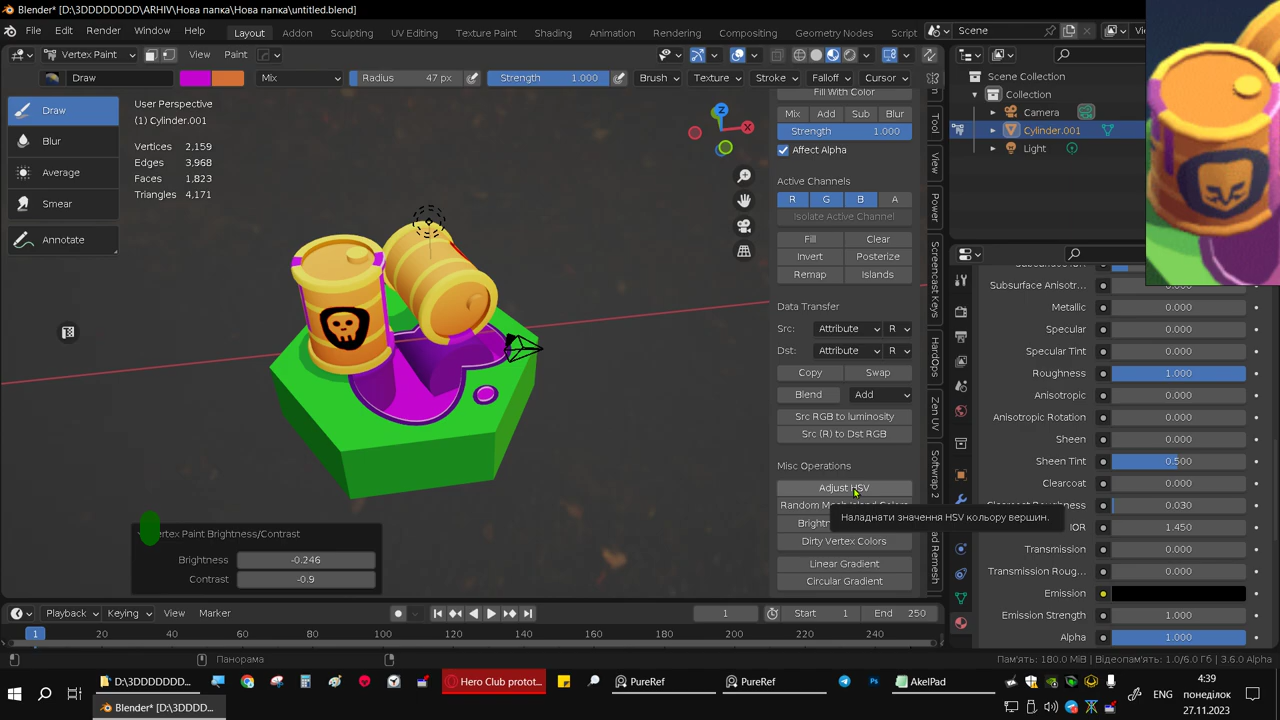 Blender* [D:\3DDDDDDDD\ARHIV\Нова папка\Нова папка\untitled.blend]
File Edit Render Window Help Layout Adding Sculpting UV Editing Texture Paint Shading Animation Rendering Compositing Geometry Nodes Scene
Vertex Paint View Paint
Draw Mix Radius 47 px Strength 1.000 Brush Texture Stroke Falloff Cursor
Draw
Blur
Average
Smear
Annotate
User Perspective
(1) Cylinder.001
Vertices 2,159
Edges 3,968
Faces 1,823
Triangles 4,171
Z
X
Fill With Color
Mix Add Sub Blur
Strength 1.000
Affect Alpha
Active Channels
R G B A
Isolate Active Channel
Fill Clear
Invert Posterize
Remap Islands
Data Transfer
Src: Attribute R
Dst: Attribute R
Copy Swap
Blend Add
Src RGB to luminosity
Src (R) to Dst RGB
Misc Operations
Adjust HSV
Наладнати значення HSV кольору вершин.
Dirty Vertex Colors
Linear Gradient
Circular Gradient
Tool
View
Power
Screencast Keys
HardOps
Zen UV
Softwrap 2
Scene Collection
Collection
Camera
Cylinder.001
Light
Subsurface Anisotr... 0.000
Metallic 0.000
Specular 0.000
Specular Tint 0.000
Roughness 1.000
Anisotropic 0.000
Anisotropic Rotation 0.000
Sheen 0.000
Sheen Tint 0.500
Clearcoat 0.000
Clearcoat Roughness 0.030
IOR 1.450
Transmission 0.000
Transmission Roug... 0.000
Emission
Emission Strength 1.000
Alpha 1.000
Vertex Paint Brightness/Contrast
Brightness -0.246
Contrast -0.9
Playback Keying View Marker 1 Start 1 End 250
1 20 40 60 80 100 120 140 160 180 200 220 240
Панорама Пам'ять: 180.0 MiB | Відеопам'ять: 1.0/6.0 Гб | 3.6.0 Alpha
D:\3DDDDDDD... Hero Club protot... PureRef PureRef AkelPad
Blender* [D:\3DDDD...
ENG
4:39
понеділок
27.11.2023